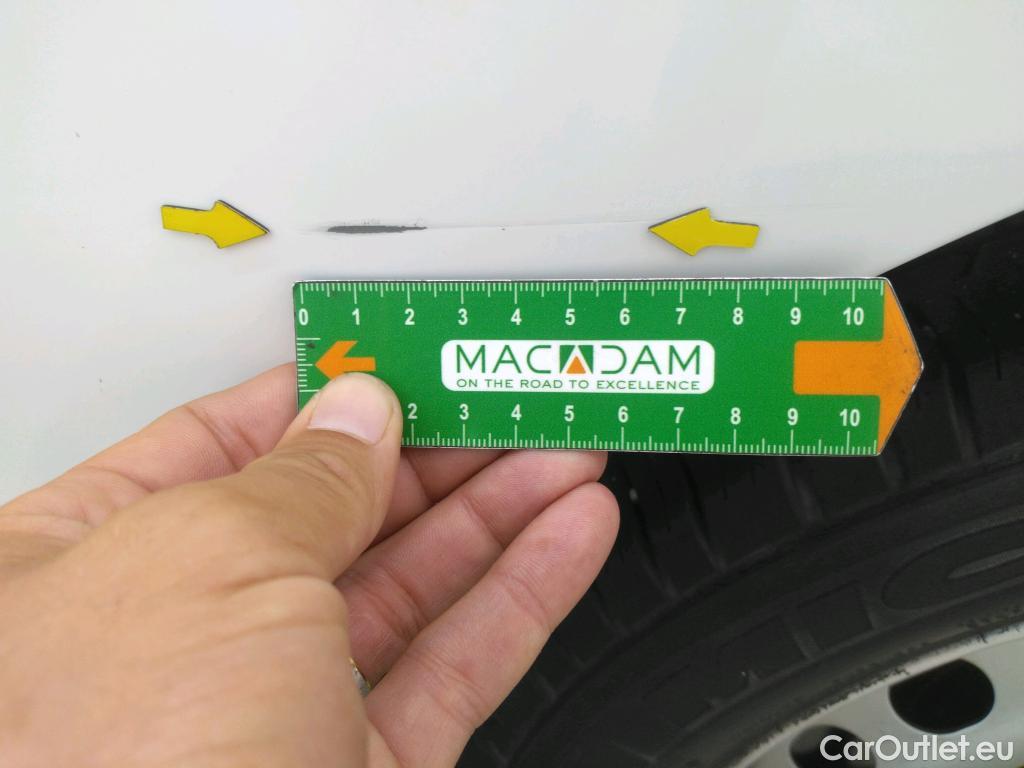 0 1 2 3 4 5 6 7 8 9 10
MACADAM
ON THE ROAD TO EXCELLENCE
2 3 4 5 6 7 8 9 10
CarOutlet.eu